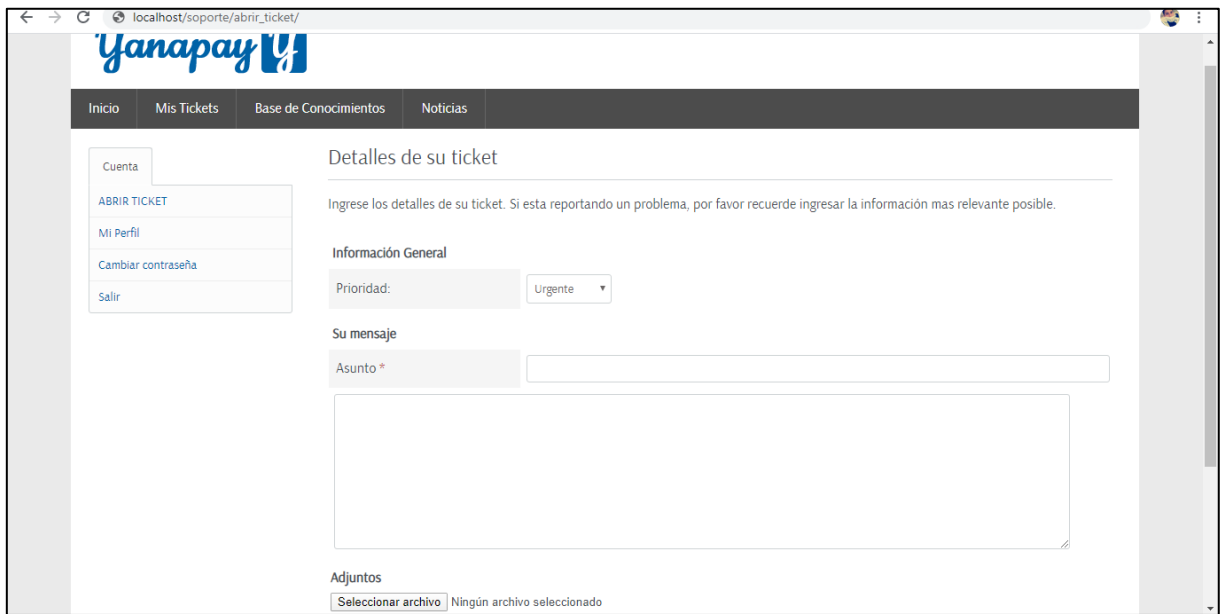 localhost/soporte/abrir_ticket/
Yanapay y
Inicio Mis Tickets Base de Conocimientos Noticias
Cuenta
ABRIR TICKET
Mi Perfil
Cambiar contraseña
Salir
Detalles de su ticket
Ingrese los detalles de su ticket. Si esta reportando un problema, por favor recuerde ingresar la información mas relevante posible.
Información General
Prioridad: Urgente
Su mensaje
Asunto *
Adjuntos
Seleccionar archivo Ningún archivo seleccionado